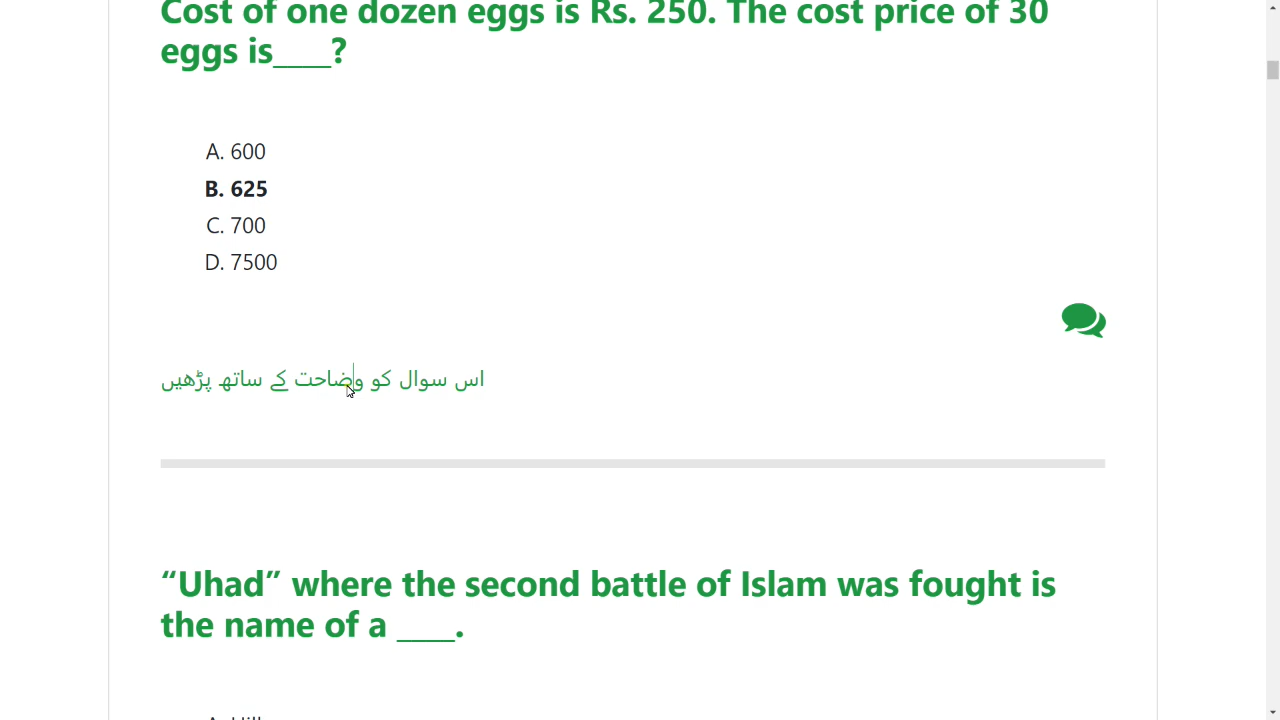 Cost of one dozen eggs is Rs. 250. The cost price of 30
eggs is____?
A. 600
B. 625
C. 700
D. 7500
اس سوال کو وضاحت کے ساتھ پڑھیں
“Uhad” where the second battle of Islam was fought is
the name of a ____.
A. Hill